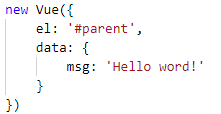 new Vue({
    el: '#parent',
    data: {
        msg: 'Hello word!'
    }
})